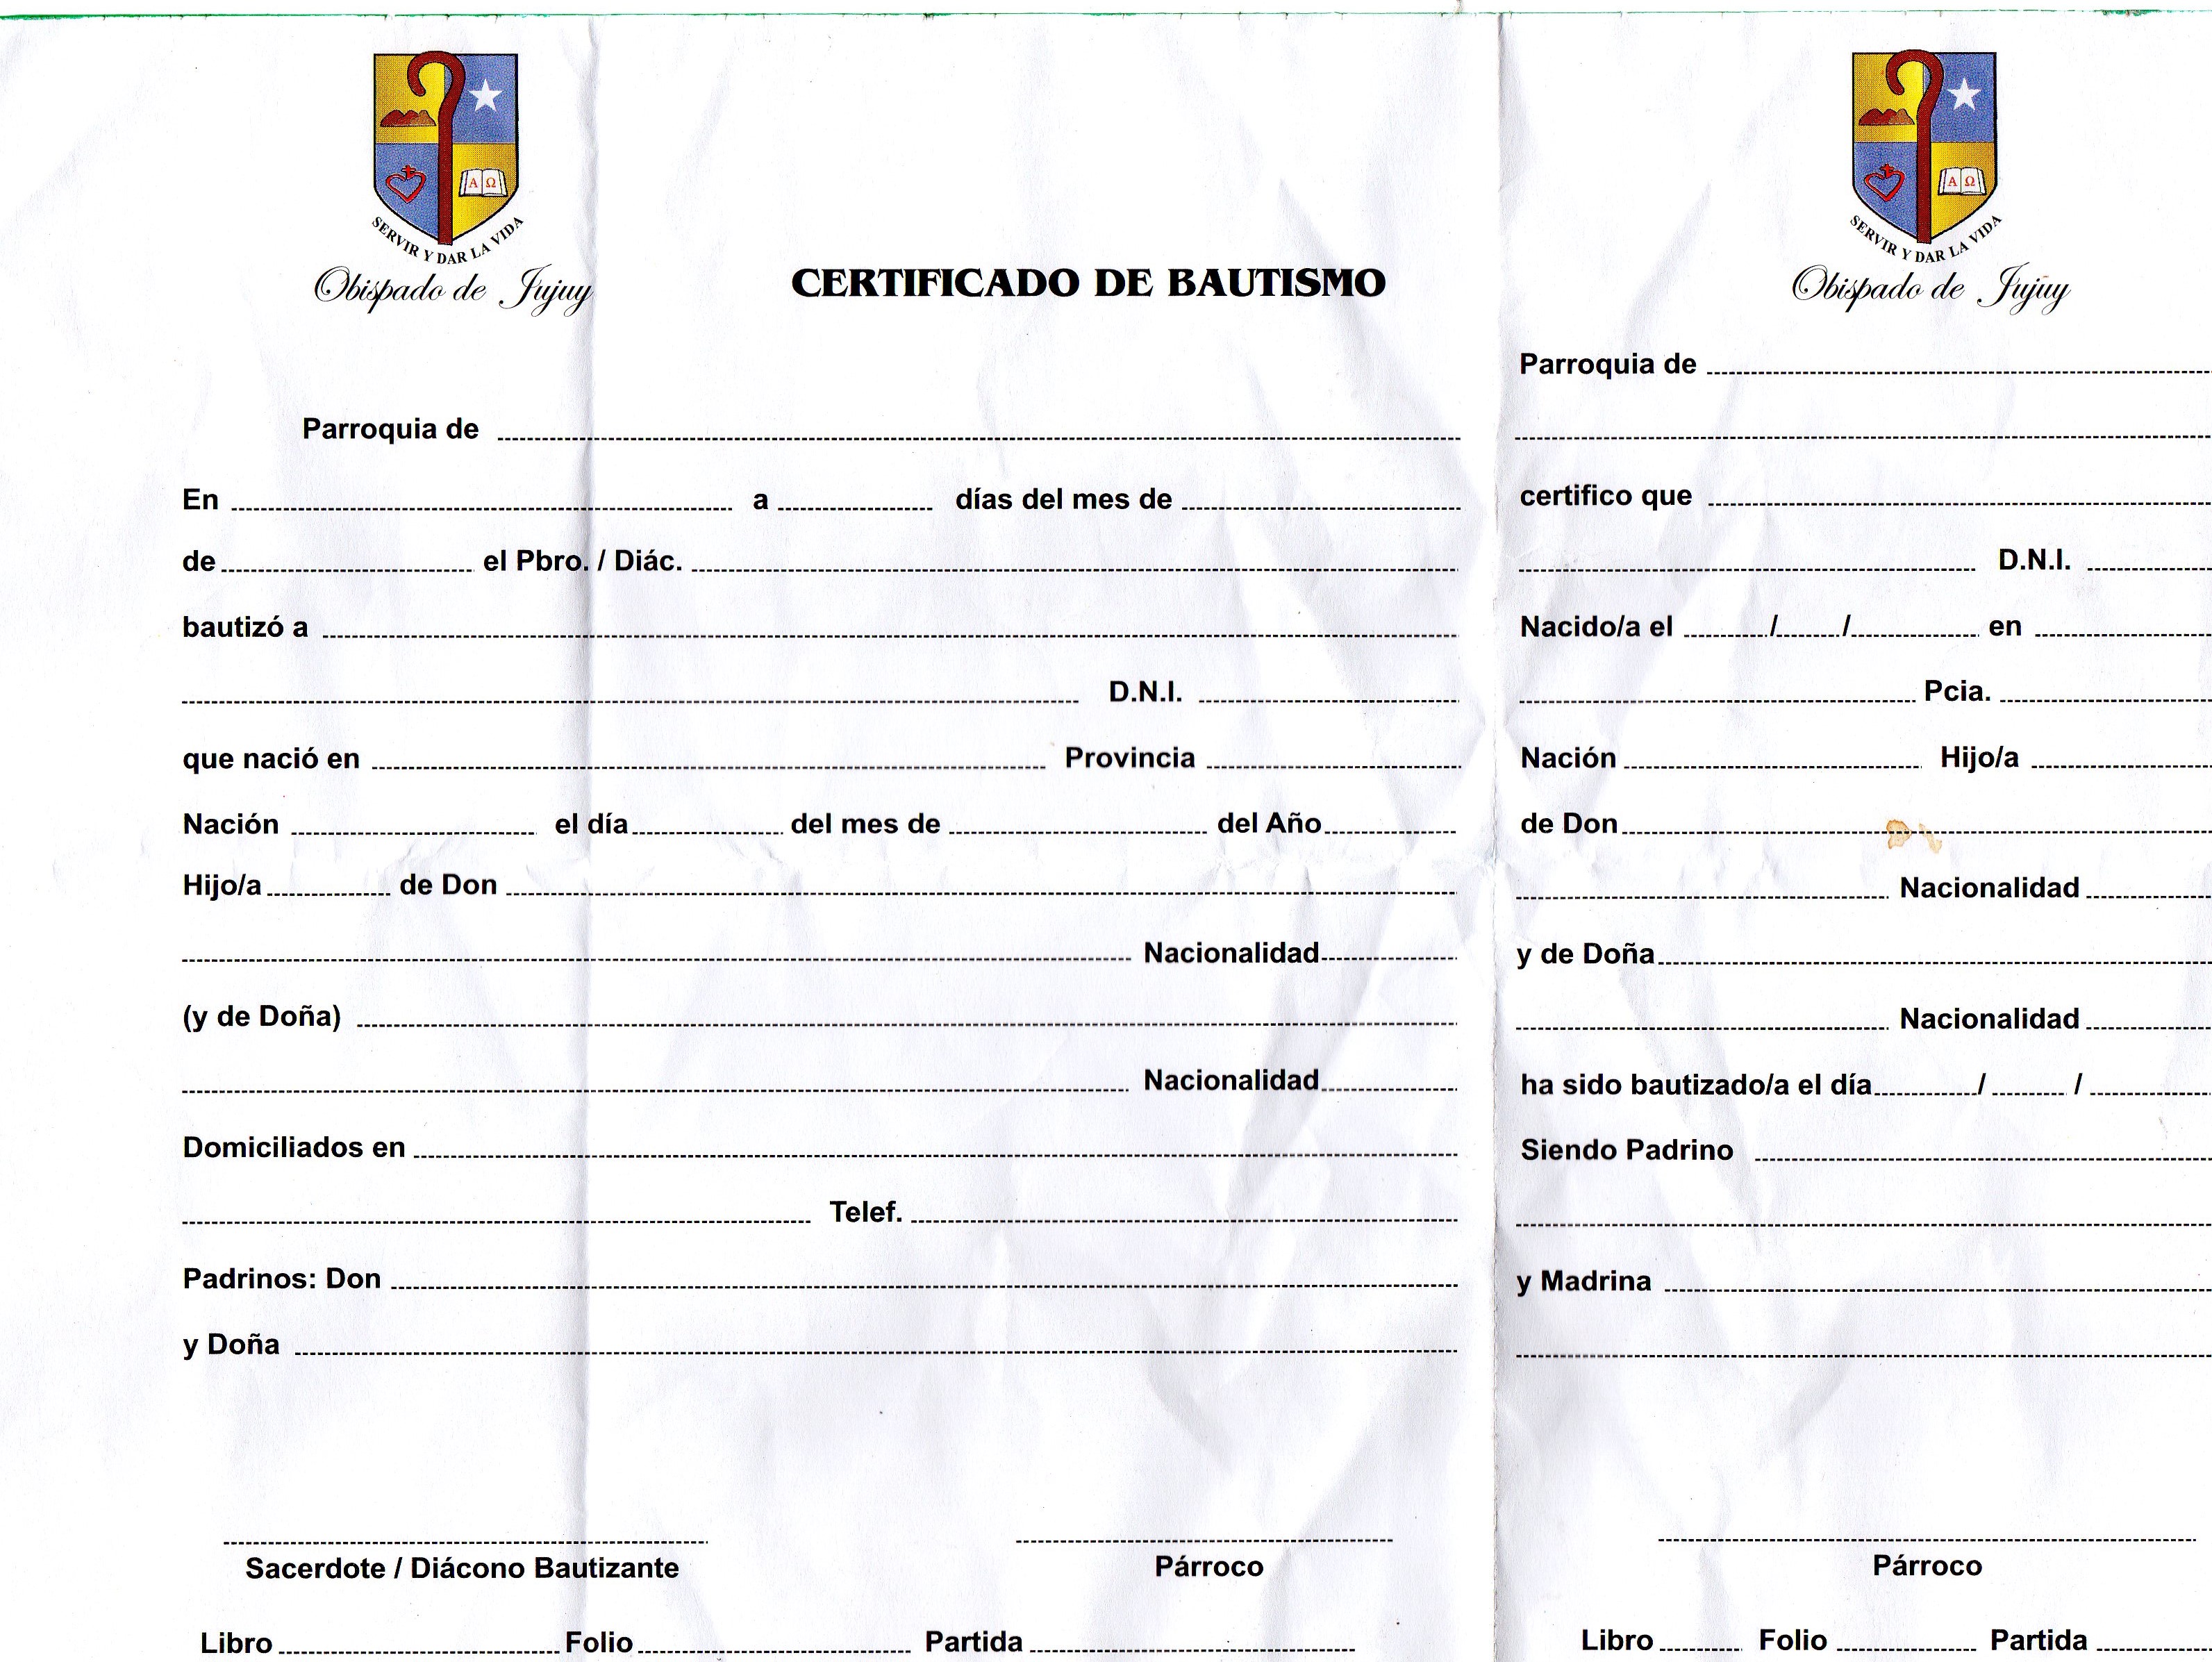 SERVIR Y DAR LA VIDA
Obispado de Jujuy
CERTIFICADO DE BAUTISMO
Parroquia de
En a días del mes de
de el Pbro. / Diác.
bautizó a
D.N.I.
que nació en Provincia
Nación el día del mes de del Año
Hijo/a de Don
Nacionalidad
(y de Doña)
Nacionalidad
Domiciliados en
Telef.
Padrinos: Don
y Doña
Sacerdote / Diácono Bautizante Párroco
Libro Folio Partida
Α Ω
SERVIR Y DAR LA VIDA
Obispado de Jujuy
Parroquia de
certifico que
D.N.I.
Nacido/a el / / en
Pcia.
Nación Hijo/a
de Don
Nacionalidad
y de Doña
Nacionalidad
ha sido bautizado/a el día / /
Siendo Padrino
y Madrina
Párroco
Libro Folio Partida
Α Ω